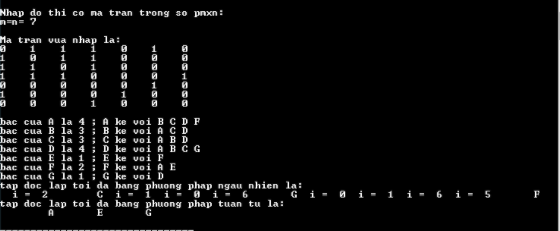 Nhap do thi co ma tran trong so pmxn:
m=n= 7
Ma tran vua nhap la:
0 1 1 1 0 1 0
1 0 1 1 0 0 0
1 1 0 1 0 0 0
1 1 1 0 0 0 1
0 0 0 0 0 1 0
1 0 0 0 1 0 0
0 0 0 1 0 0 0
bac cua A la 4 ; A ke voi B C D F
bac cua B la 3 ; B ke voi A C D
bac cua C la 3 ; C ke voi A B D
bac cua D la 4 ; D ke voi A B C G
bac cua E la 1 ; E ke voi F
bac cua F la 2 ; F ke voi A E
bac cua G la 1 ; G ke voi D
tap doc lap toi da bang phuong phap ngau nhien la:
i = 2 C i = 1 i = 0 i = 6 G i = 0 i = 1 i = 6 i = 5 F
tap doc lap toi da bang phuong phap tuan tu la:
A E G